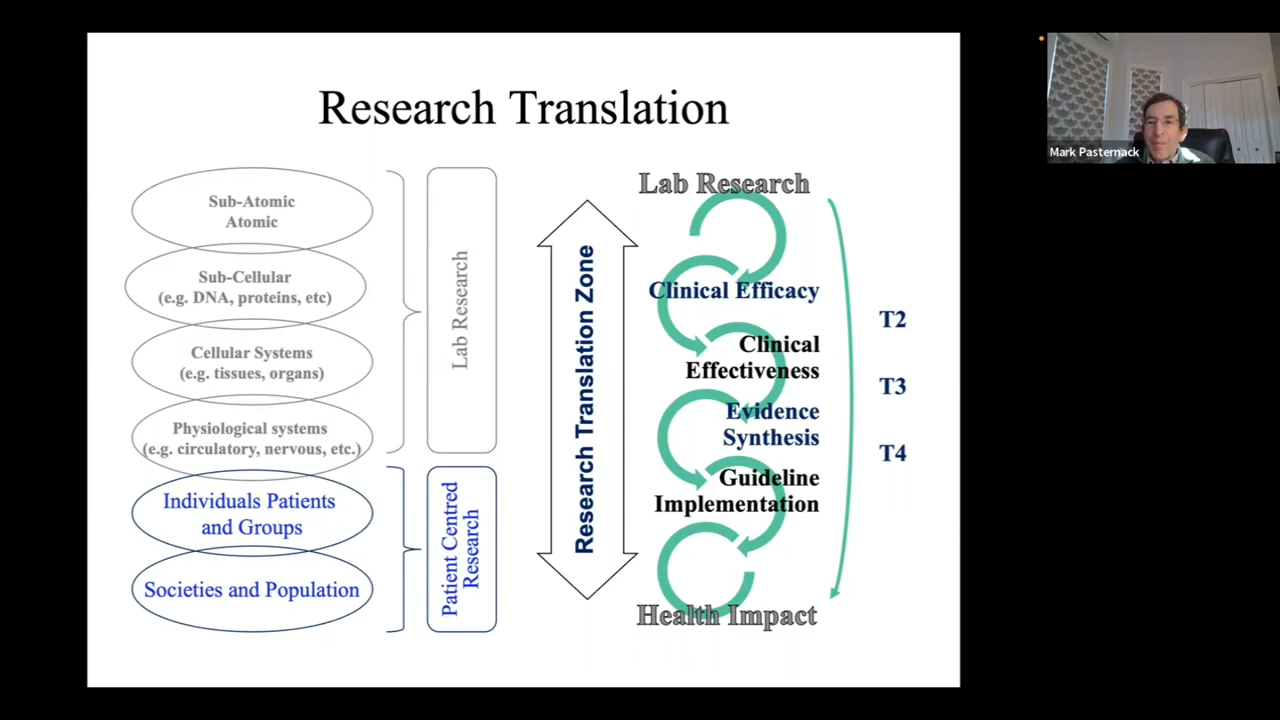 Research Translation
Sub-Atomic
Atomic
Sub-Cellular
(e.g. DNA, proteins, etc)
Cellular Systems
(e.g. tissues, organs)
Physiological systems
(e.g. circulatory, nervous, etc.)
Individuals Patients
and Groups
Societies and Population
Lab Research
Patient Centred
Research
Research Translation Zone
Lab Research
Clinical Efficacy
Clinical
Effectiveness
Evidence
Synthesis
Guideline
Implementation
Health Impact
T2
T3
T4
Mark Pasternack